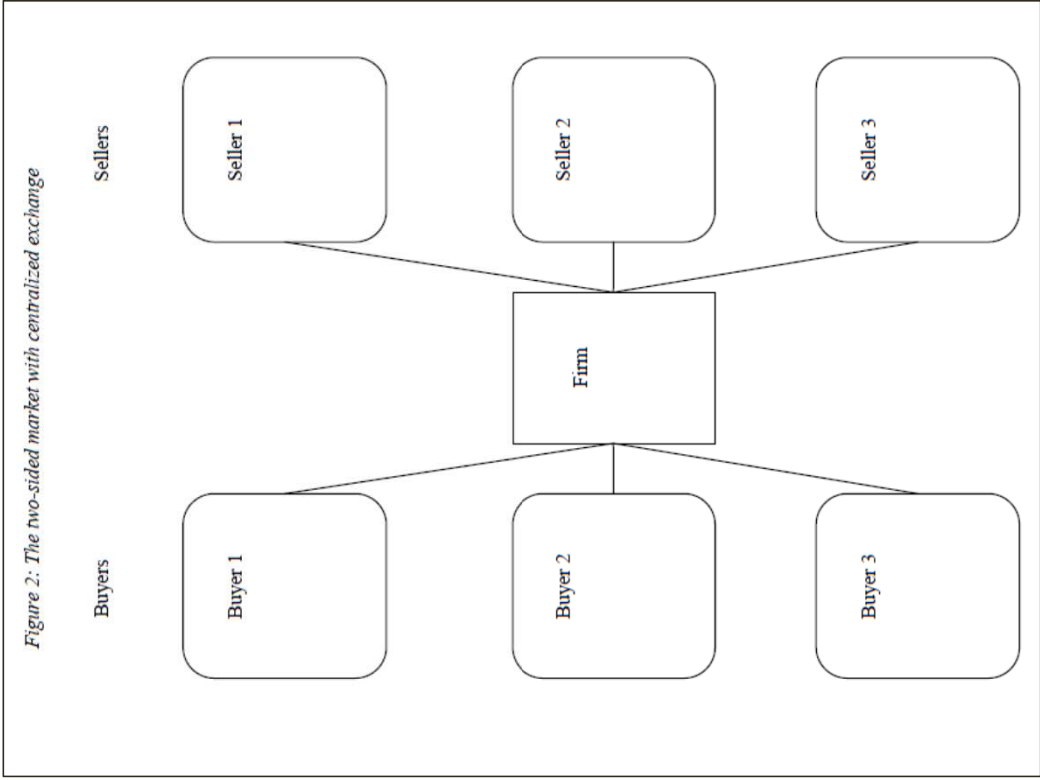 Figure 2: The two-sided market with centralized exchange
Buyers
Sellers
Buyer 1
Seller 1
Firm
Buyer 2
Seller 2
Buyer 3
Seller 3